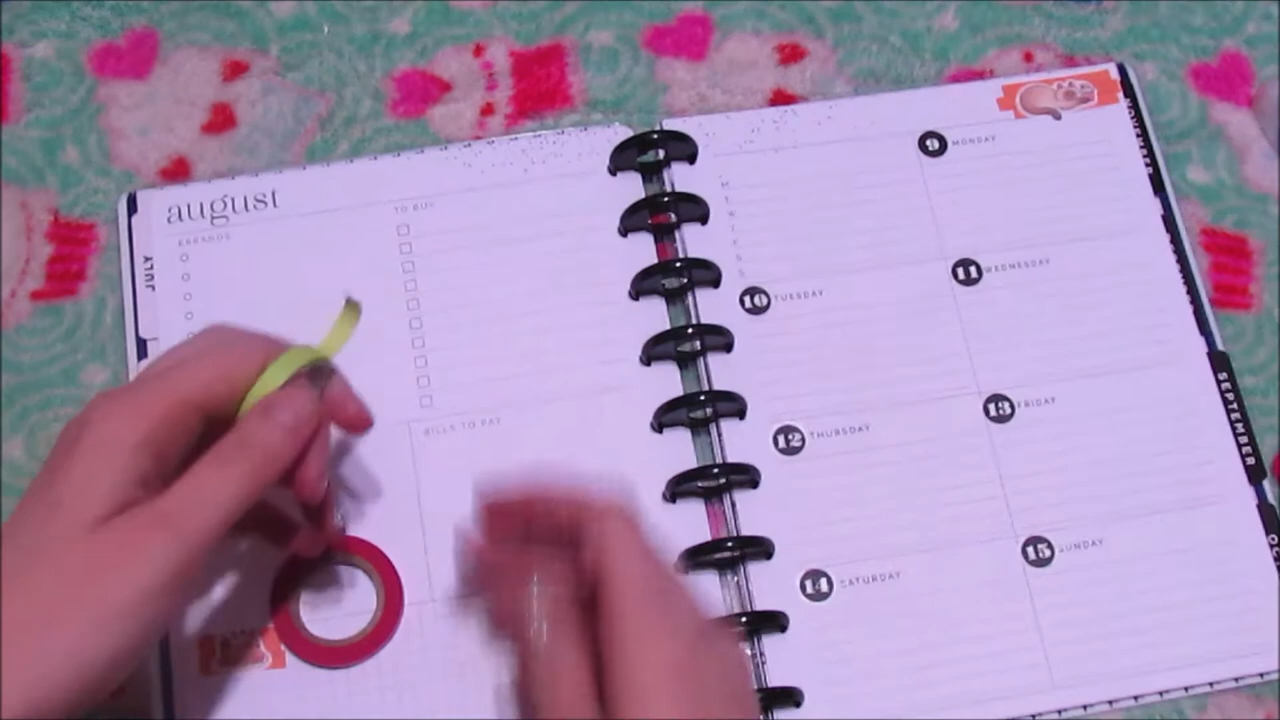 august
ERRANDS
TO BUY
JULY
BILLS TO PAY
M
T
W
T
F
S
S
9 MONDAY
10 TUESDAY
11 WEDNESDAY
12 THURSDAY
13 FRIDAY
14 SATURDAY
15 SUNDAY
NOVEMBER
SEPTEMBER